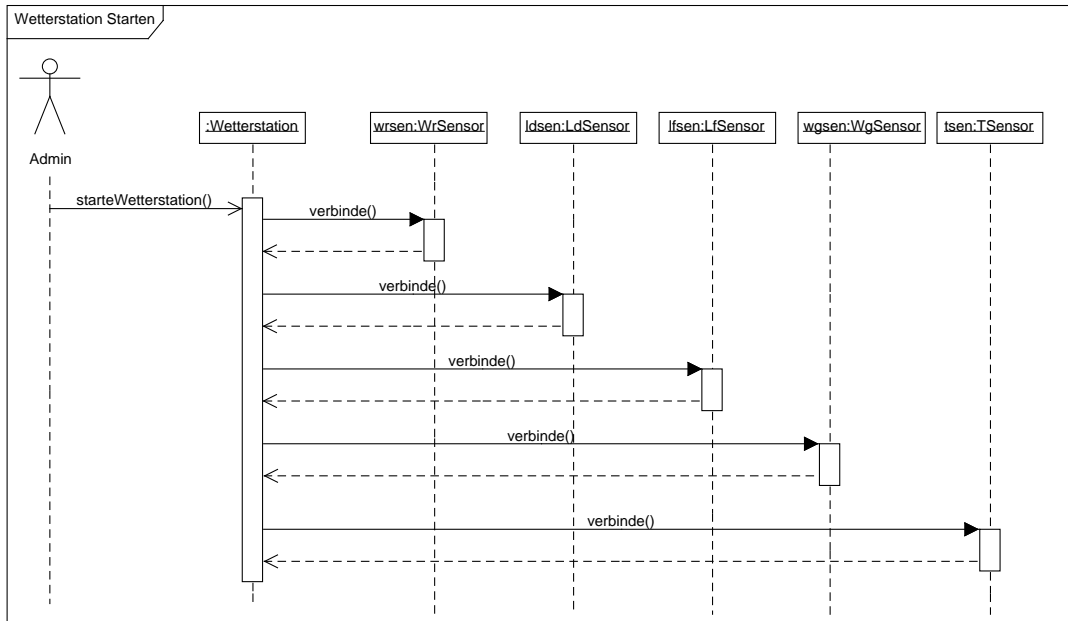 Wetterstation Starten
:Wetterstation
wrsen:WrSensor
ldsen:LdSensor
lfsen:LfSensor
wgsen:WgSensor
tsen:TSensor
Admin
starteWetterstation()
verbinde()
verbinde()
verbinde()
verbinde()
verbinde()